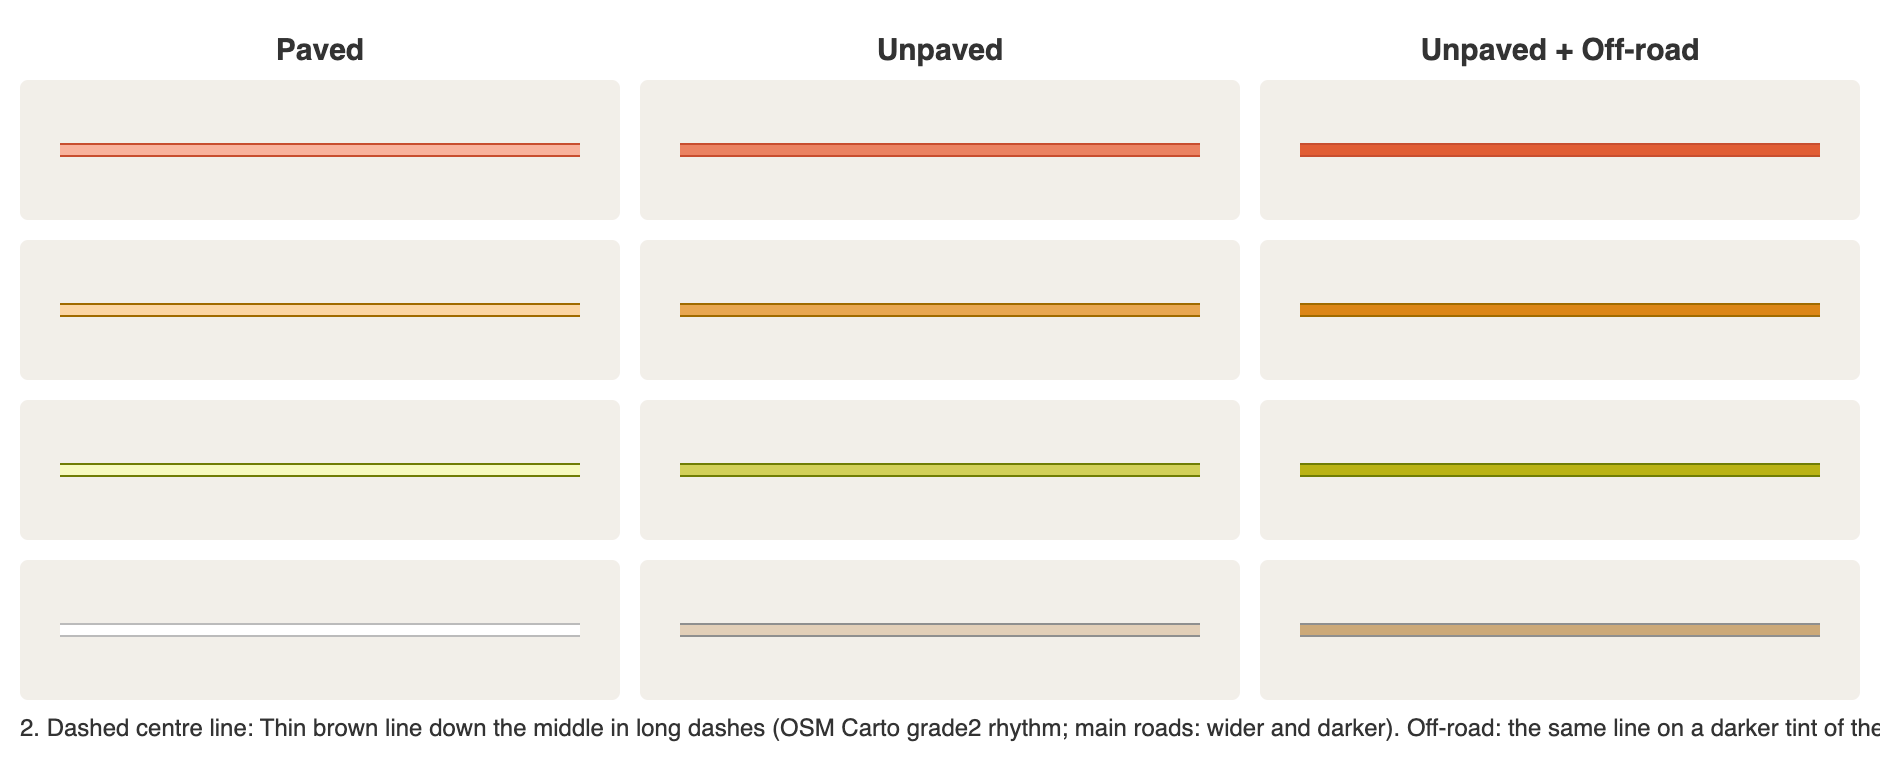 Paved
Unpaved
Unpaved + Off-road
2. Dashed centre line: Thin brown line down the middle in long dashes (OSM Carto grade2 rhythm; main roads: wider and darker). Off-road: the same line on a darker tint of the